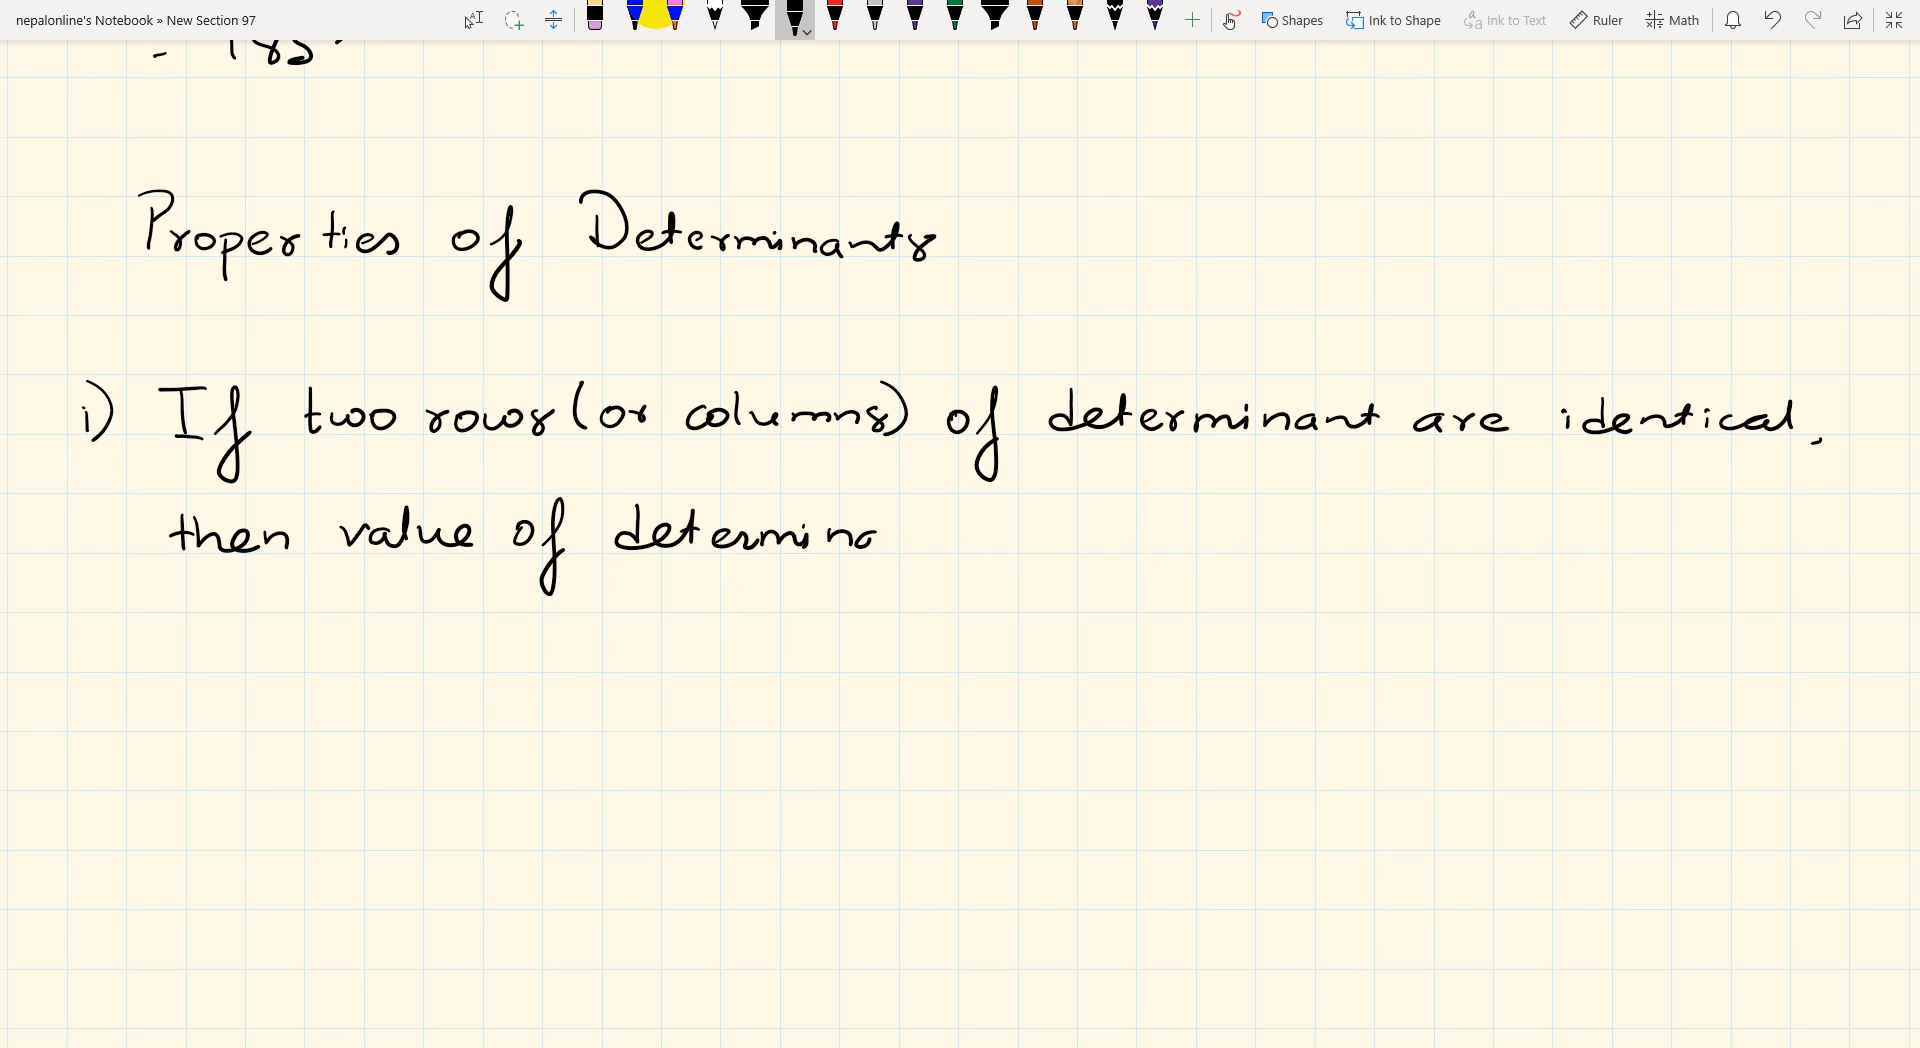 nepalonline's Notebook » New Section 97
Shapes Ink to Shape Ink to Text Ruler Math
Properties of Determinants
i) If two rows (or columns) of determinant are identical,
then value of determina